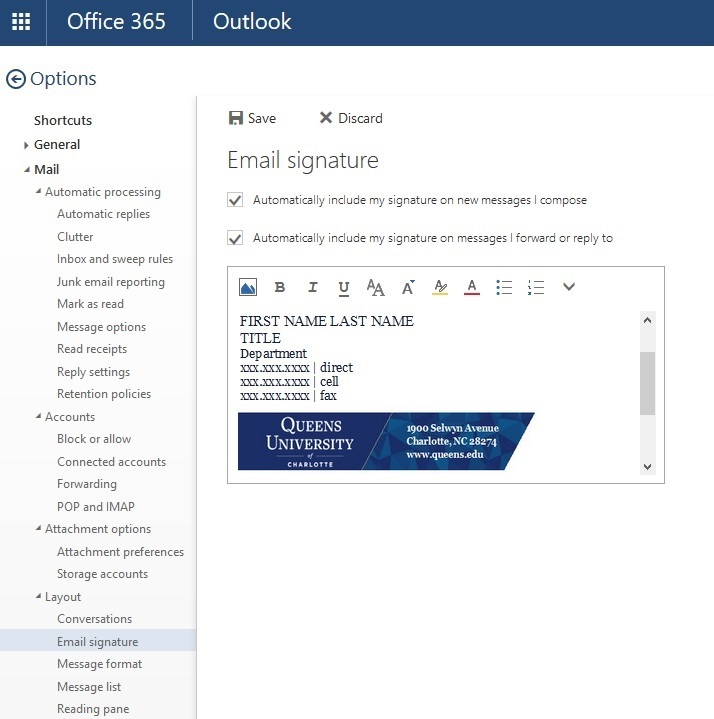 Office 365
Outlook
Options
Shortcuts
General
Mail
Automatic processing
Automatic replies
Clutter
Inbox and sweep rules
Junk email reporting
Mark as read
Message options
Read receipts
Reply settings
Retention policies
Accounts
Block or allow
Connected accounts
Forwarding
POP and IMAP
Attachment options
Attachment preferences
Storage accounts
Layout
Conversations
Email signature
Message format
Message list
Reading pane
Save
Discard
Email signature
Automatically include my signature on new messages I compose
Automatically include my signature on messages I forward or reply to
B I U AA A A A
FIRST NAME LAST NAME
TITLE
Department
xxx.xxx.xxxx | direct
xxx.xxx.xxxx | cell
xxx.xxx.xxxx | fax
QUEENS
UNIVERSITY
of
CHARLOTTE
1900 Selwyn Avenue
Charlotte, NC 28274
www.queens.edu